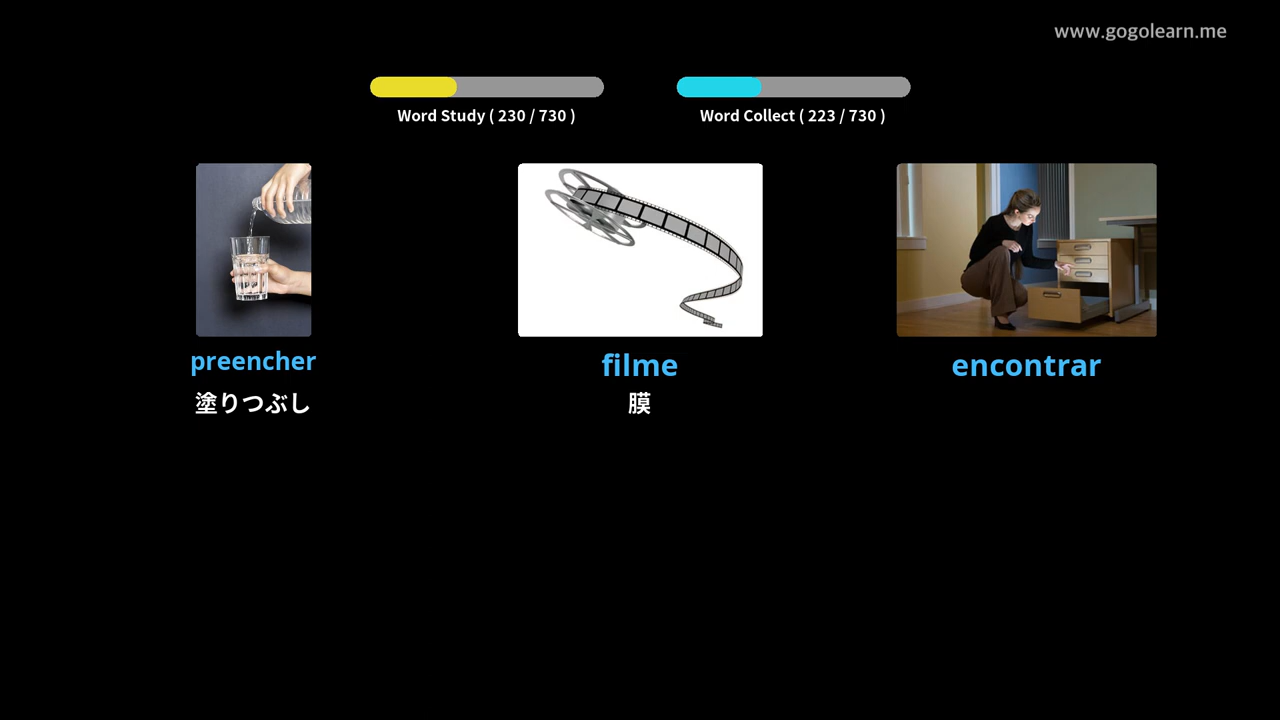 www.gogolearn.me
Word Study ( 230 / 730 )
Word Collect ( 223 / 730 )
preencher
filme
encontrar
塗りつぶし
膜